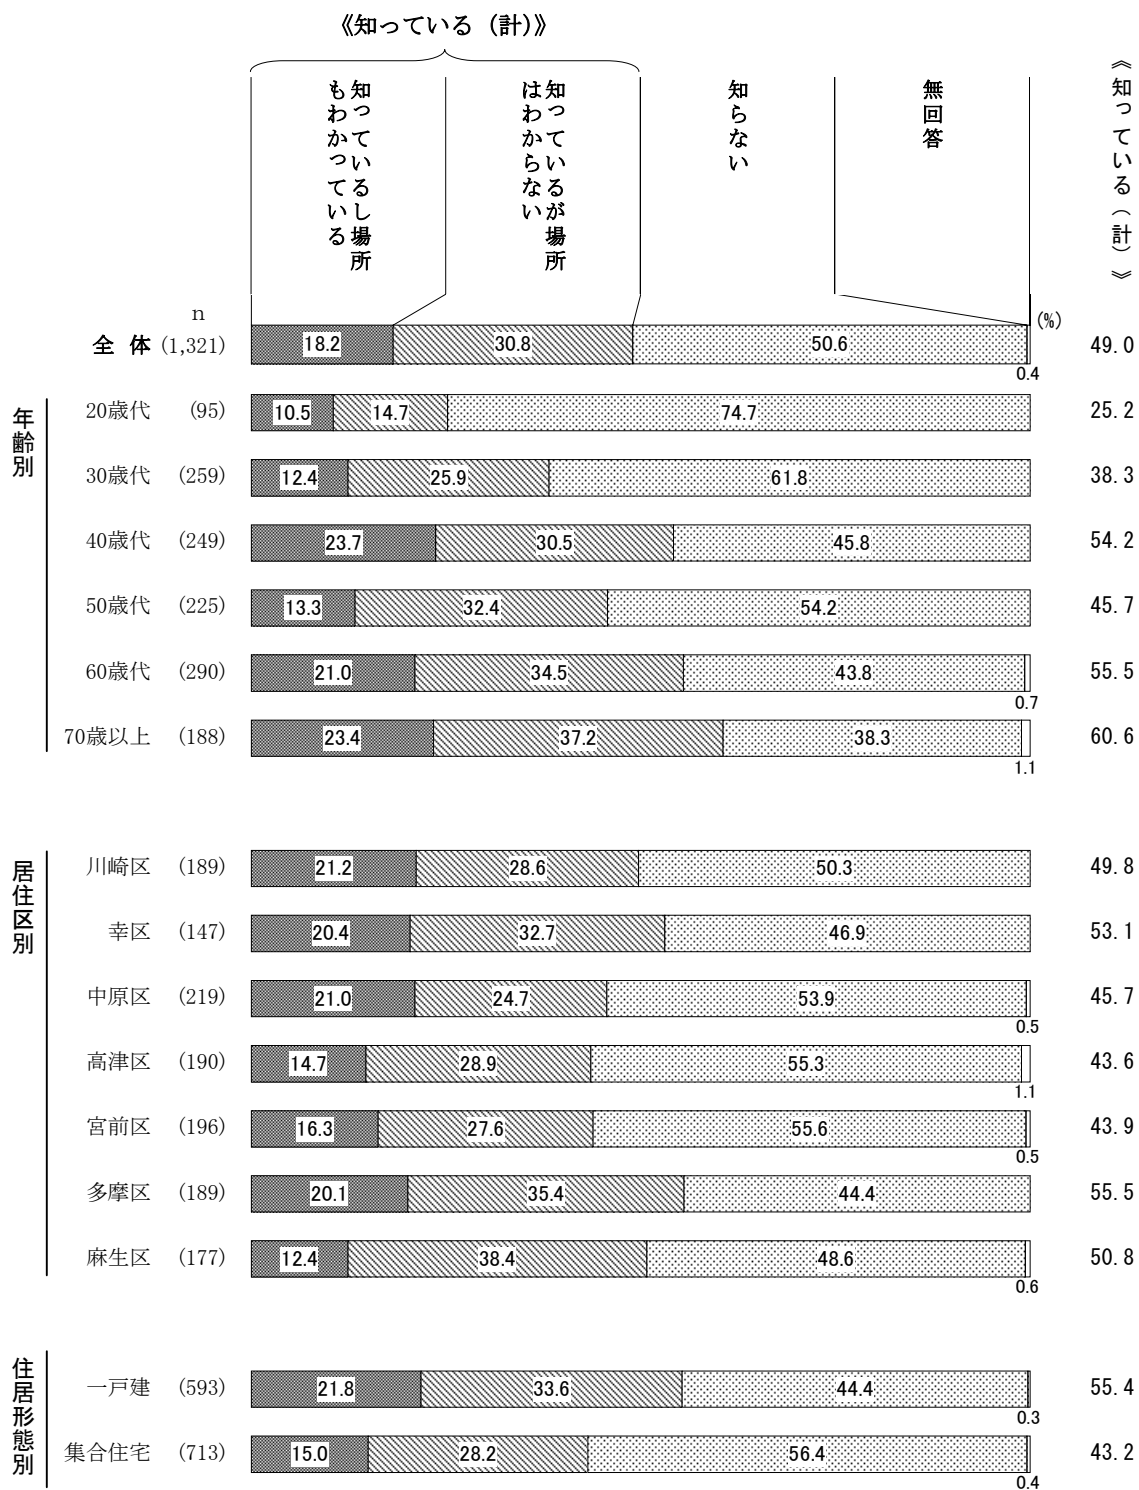 《知っている（計）》
知っているし場所
もわかっている
知っているが場所
はわからない
知らない
無回答
《知っている（計）》
n
(%)
全 体 (1,321) 18.2 30.8 50.6 0.4 49.0
年齢別
20歳代 (95) 10.5 14.7 74.7 25.2
30歳代 (259) 12.4 25.9 61.8 38.3
40歳代 (249) 23.7 30.5 45.8 54.2
50歳代 (225) 13.3 32.4 54.2 45.7
60歳代 (290) 21.0 34.5 43.8 0.7 55.5
70歳以上 (188) 23.4 37.2 38.3 1.1 60.6
居住区別
川崎区 (189) 21.2 28.6 50.3 49.8
幸区 (147) 20.4 32.7 46.9 53.1
中原区 (219) 21.0 24.7 53.9 0.5 45.7
高津区 (190) 14.7 28.9 55.3 1.1 43.6
宮前区 (196) 16.3 27.6 55.6 0.5 43.9
多摩区 (189) 20.1 35.4 44.4 55.5
麻生区 (177) 12.4 38.4 48.6 0.6 50.8
住居形態別
一戸建 (593) 21.8 33.6 44.4 0.3 55.4
集合住宅 (713) 15.0 28.2 56.4 0.4 43.2